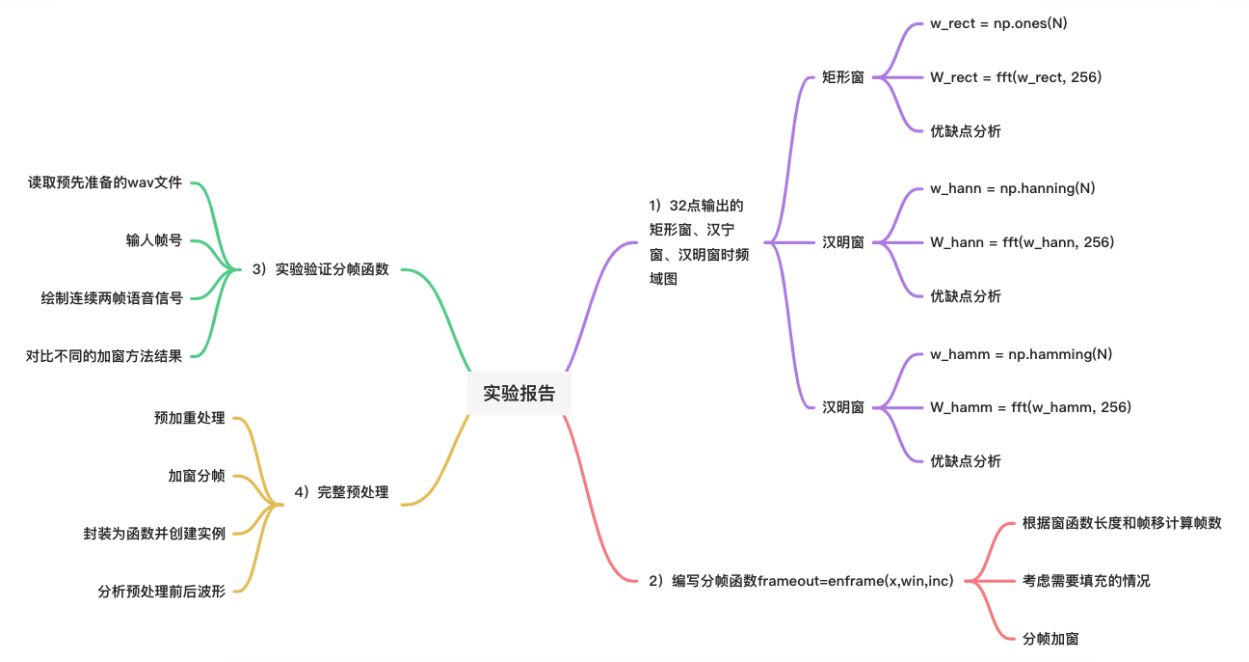 实验报告
1）32点输出的
矩形窗、汉宁
窗、汉明窗时频
域图
矩形窗
w_rect = np.ones(N)
W_rect = fft(w_rect, 256)
优缺点分析
汉明窗
w_hann = np.hanning(N)
W_hann = fft(w_hann, 256)
优缺点分析
汉明窗
w_hamm = np.hamming(N)
W_hamm = fft(w_hamm, 256)
优缺点分析
2）编写分帧函数frameout=enframe(x,win,inc)
根据窗函数长度和帧移计算帧数
考虑需要填充的情况
分帧加窗
3）实验验证分帧函数
读取预先准备的wav文件
输人帧号
绘制连续两帧语音信号
对比不同的加窗方法结果
4）完整预处理
预加重处理
加窗分帧
封装为函数并创建实例
分析预处理前后波形